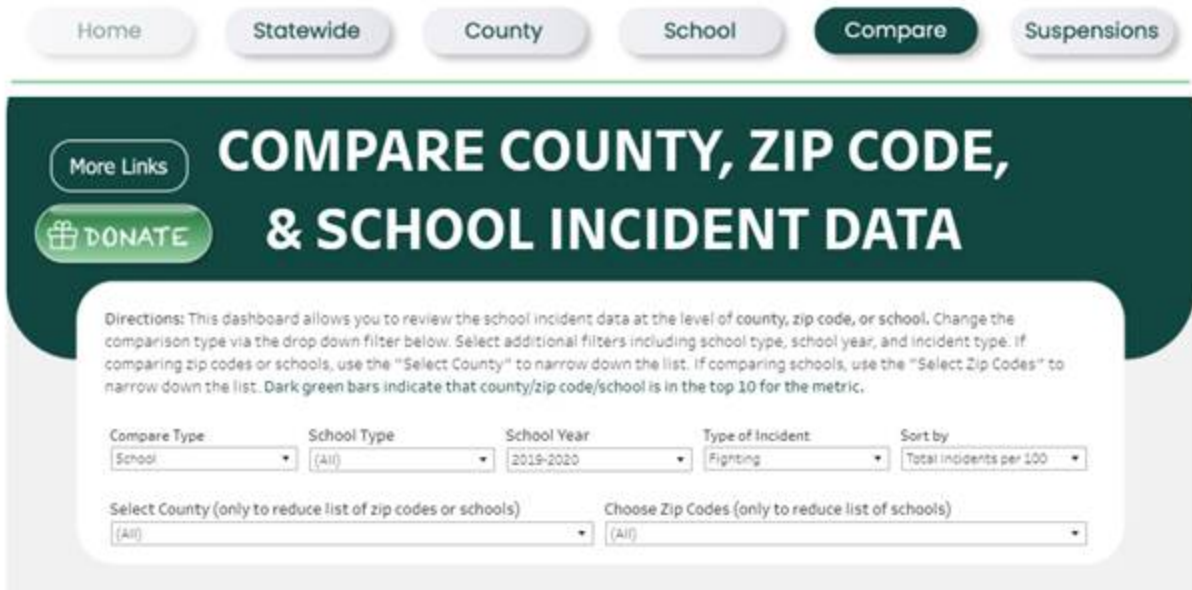 Home Statewide County School Compare Suspensions
More Links
DONATE
COMPARE COUNTY, ZIP CODE,
& SCHOOL INCIDENT DATA
Directions: This dashboard allows you to review the school incident data at the level of county, zip code, or school. Change the
comparison type via the drop down filter below. Select additional filters including school type, school year, and incident type. If
comparing zip codes or schools, use the "Select County" to narrow down the list. If comparing schools, use the "Select Zip Codes" to
narrow down the list. Dark green bars indicate that county/zip code/school is in the top 10 for the metric.
Compare Type School Type School Year Type of Incident Sort by
School (All) 2019-2020 Fighting Total Incidents per 100
Select County (only to reduce list of zip codes or schools) Choose Zip Codes (only to reduce list of schools)
(All) (All)